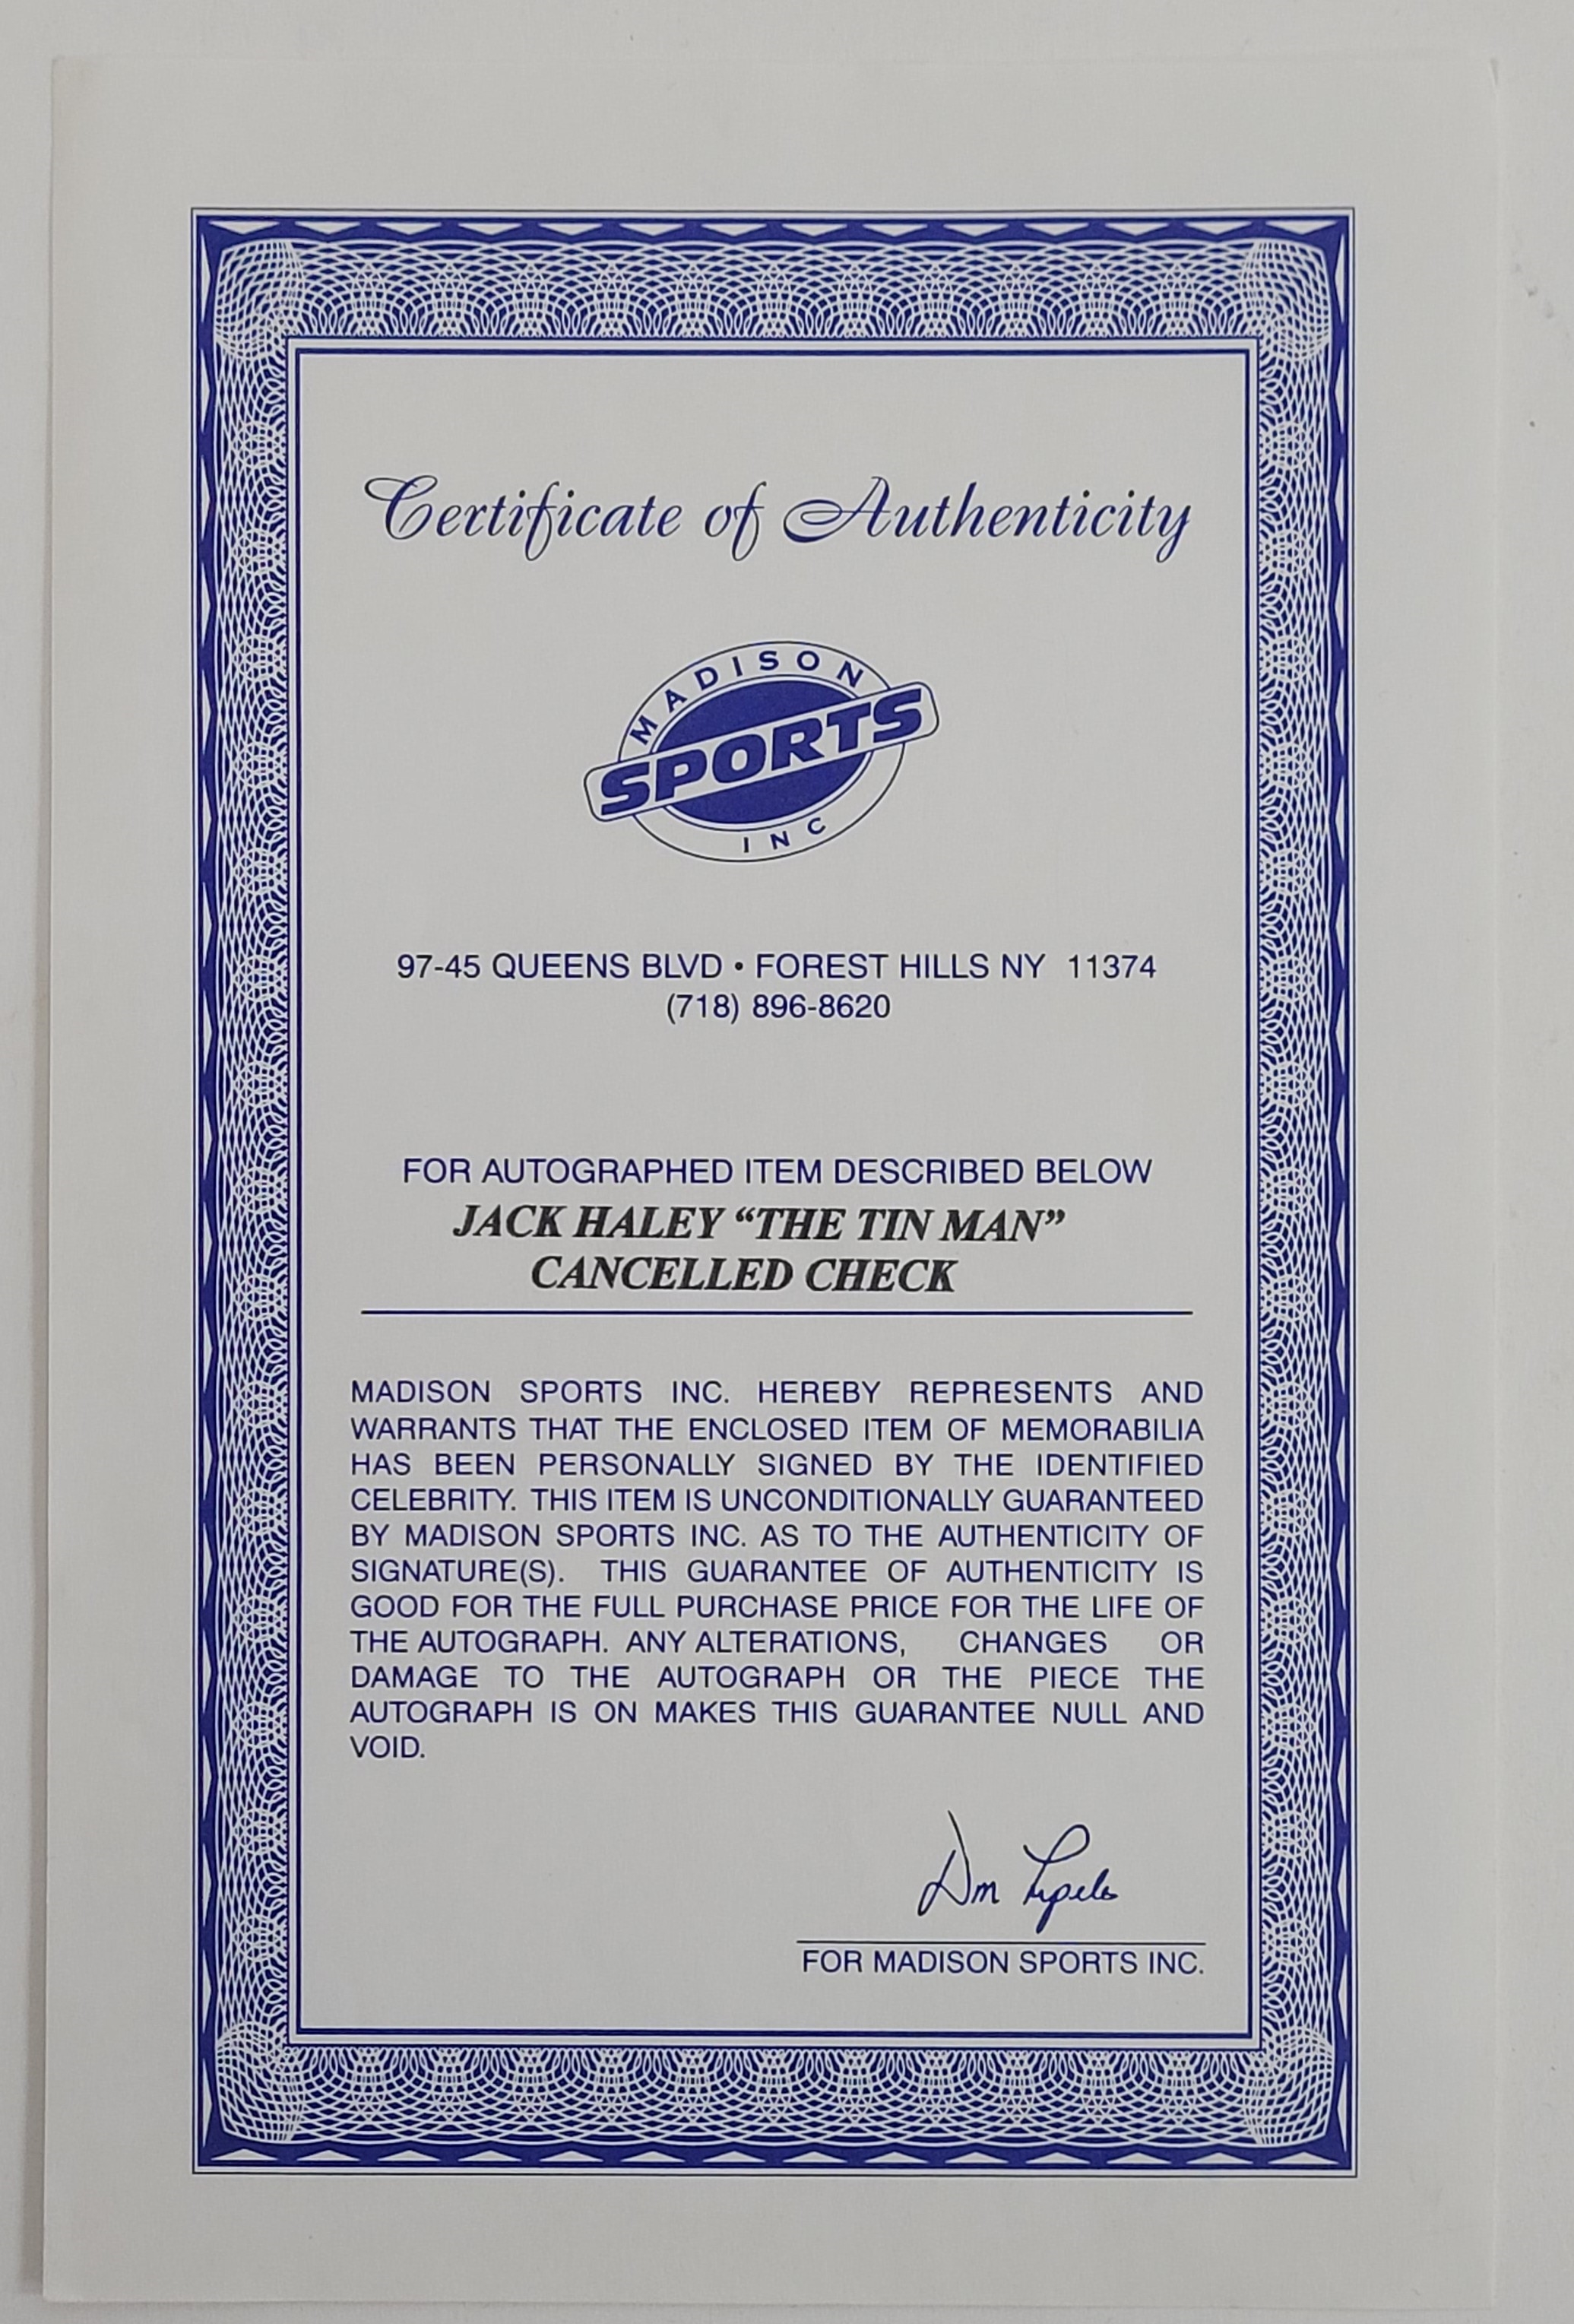 Certificate of Authenticity
MADISON
SPORTS
INC
97-45 QUEENS BLVD • FOREST HILLS NY 11374
(718) 896-8620
FOR AUTOGRAPHED ITEM DESCRIBED BELOW
JACK HALEY “THE TIN MAN”
CANCELLED CHECK
MADISON SPORTS INC. HEREBY REPRESENTS AND
WARRANTS THAT THE ENCLOSED ITEM OF MEMORABILIA
HAS BEEN PERSONALLY SIGNED BY THE IDENTIFIED
CELEBRITY. THIS ITEM IS UNCONDITIONALLY GUARANTEED
BY MADISON SPORTS INC. AS TO THE AUTHENTICITY OF
SIGNATURE(S). THIS GUARANTEE OF AUTHENTICITY IS
GOOD FOR THE FULL PURCHASE PRICE FOR THE LIFE OF
THE AUTOGRAPH. ANY ALTERATIONS, CHANGES OR
DAMAGE TO THE AUTOGRAPH OR THE PIECE THE
AUTOGRAPH IS ON MAKES THIS GUARANTEE NULL AND
VOID.
FOR MADISON SPORTS INC.